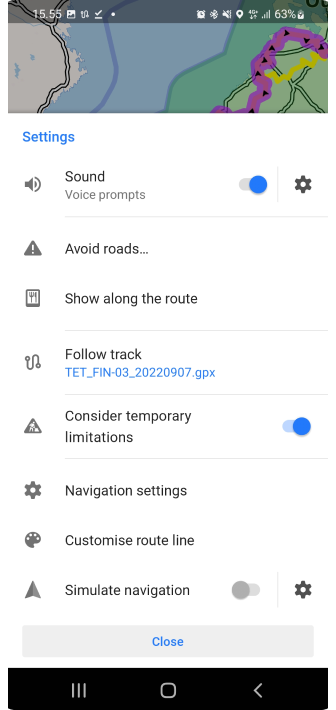 15.55
4G+
63%
Settings
Sound
Voice prompts
Avoid roads…
Show along the route
Follow track
TET_FIN-03_20220907.gpx
Consider temporary
limitations
Navigation settings
Customise route line
Simulate navigation
Close